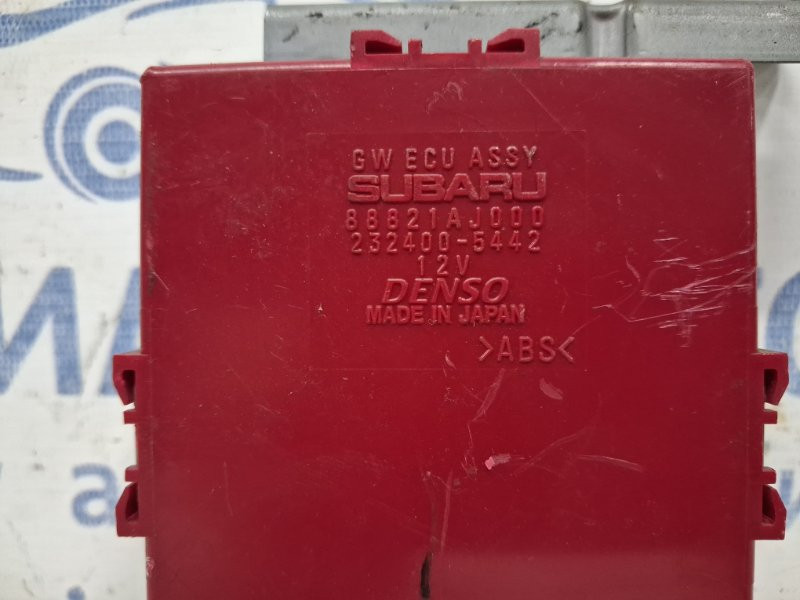 GW ECU ASSY
SUBARU
88821AJ000
232400-5442
12V
DENSO
MADE IN JAPAN
>ABS<